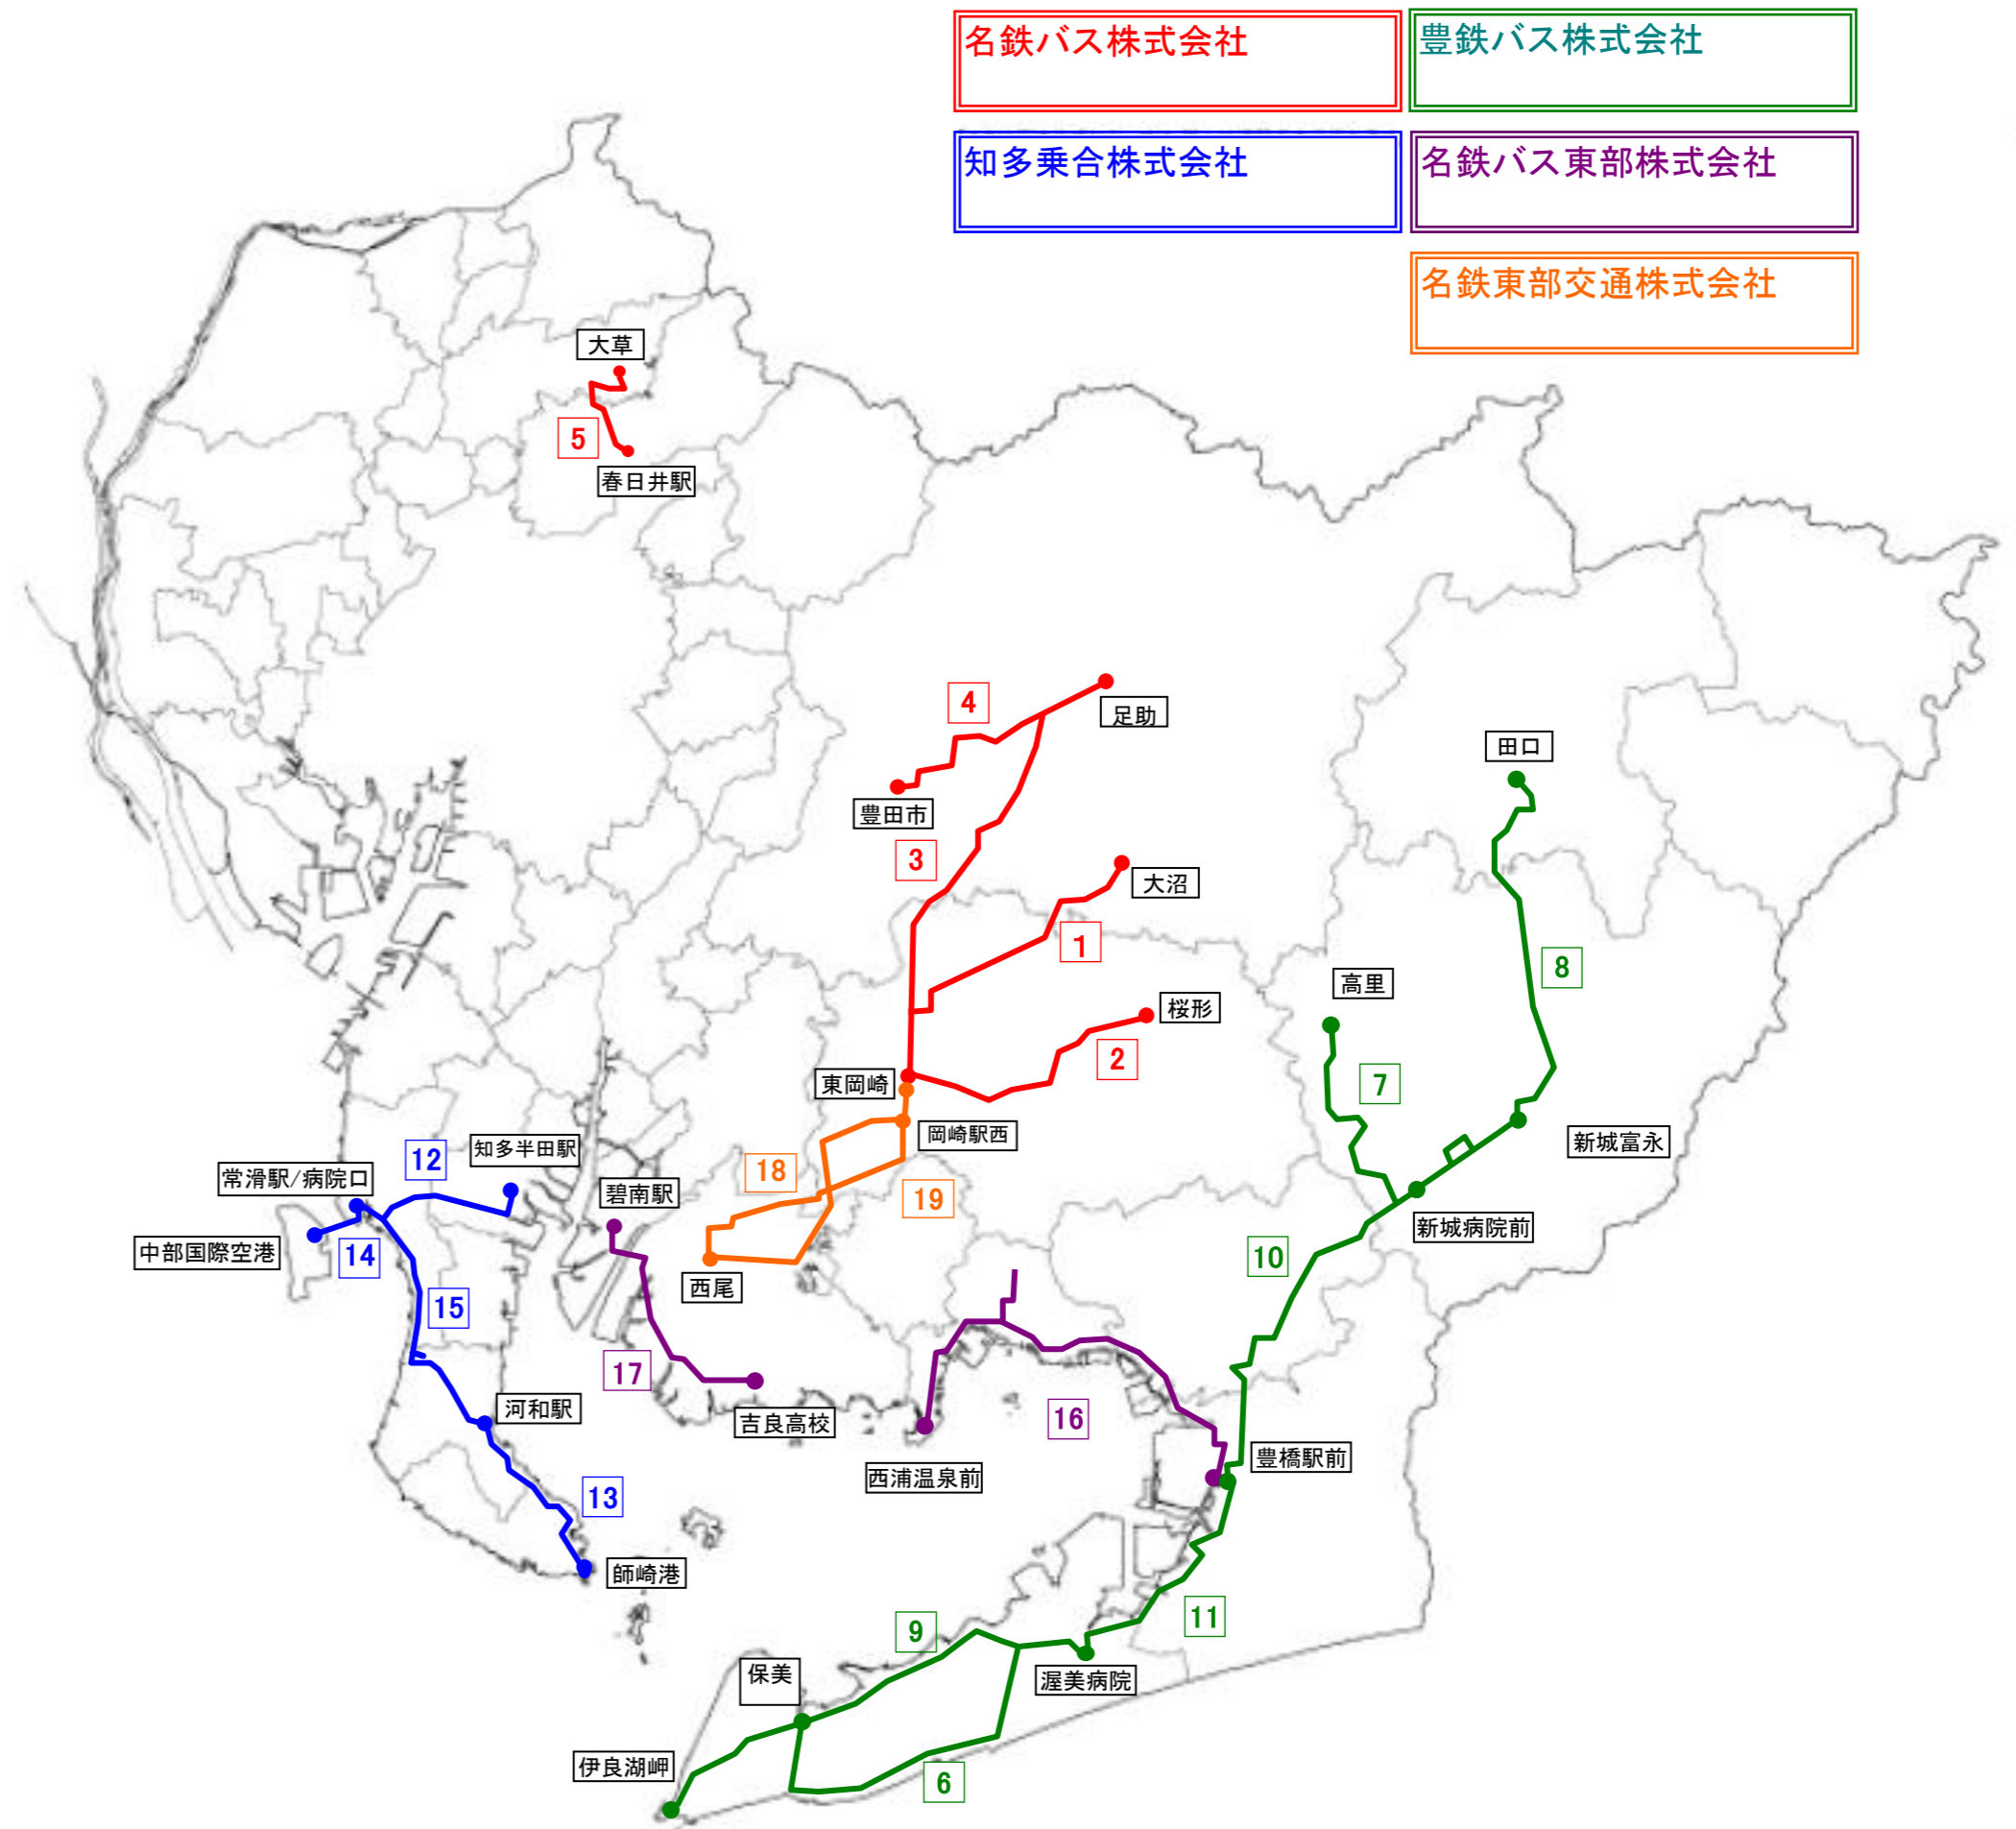 名鉄バス株式会社
豊鉄バス株式会社
知多乗合株式会社
名鉄バス東部株式会社
名鉄東部交通株式会社
大草
5
春日井駅
4
足助
田口
豊田市
3
大沼
1
8
高里
桜形
2
7
東岡崎
岡崎駅西
新城富永
知多半田駅
12
常滑駅/病院口
18
碧南駅
19
新城病院前
中部国際空港
14
10
西尾
15
17
河和駅
吉良高校
16
豊橋駅前
西浦温泉前
13
師崎港
11
9
保美
渥美病院
伊良湖岬
6